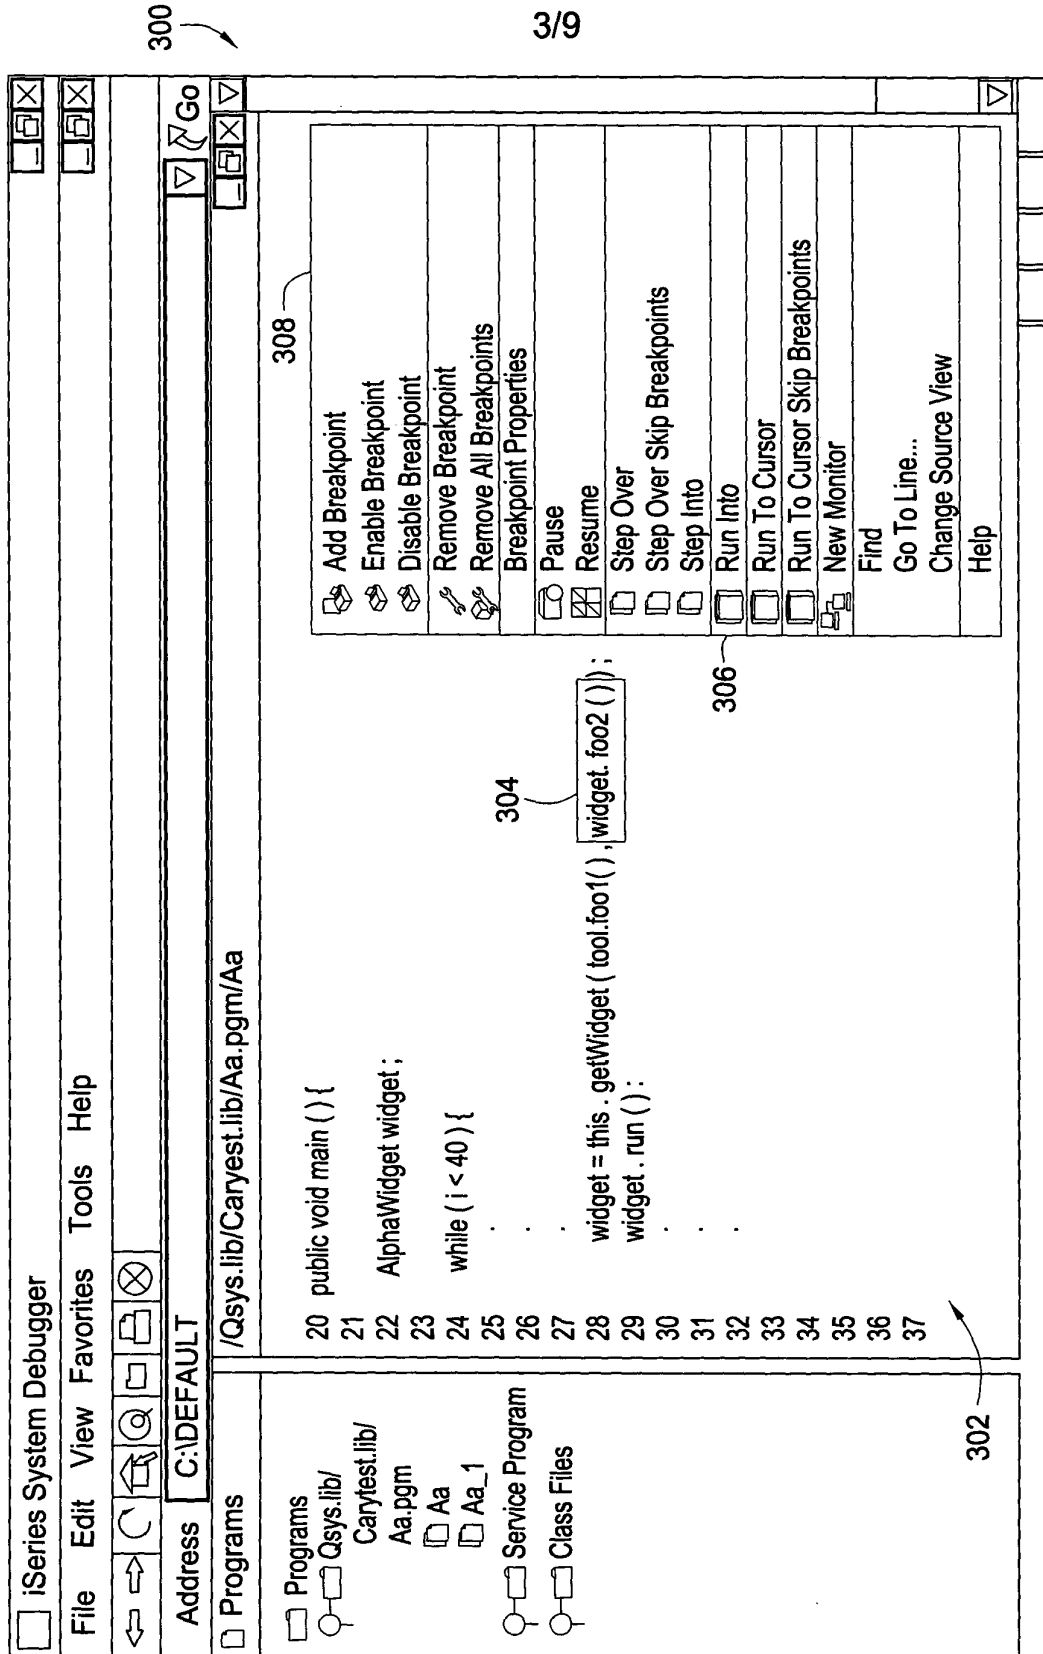 3/9
300
iSeries System Debugger
File Edit View Favorites Tools Help
Address C:\DEFAULT Go
Programs
/Qsys.lib/Caryest.lib/Aa.pgm/Aa
Programs
Qsys.lib/
Carytest.lib/
Aa.pgm
Aa
Aa_1
Service Program
Class Files
302
20 public void main ( ) {
21
22 AlphaWidget widget ;
23
24 while ( i < 40 ) {
25 .
26
27 .
28 widget = this . getWidget ( tool.foo1( ) , widget. foo2 ( ) ) ;
29 widget . run ( ) :
30 .
31 .
32 .
33
34
35
36
37
304
306
308
Add Breakpoint
Enable Breakpoint
Disable Breakpoint
Remove Breakpoint
Remove All Breakpoints
Breakpoint Properties
Pause
Resume
Step Over
Step Over Skip Breakpoints
Step Into
Run Into
Run To Cursor
Run To Cursor Skip Breakpoints
New Monitor
Find
Go To Line...
Change Source View
Help